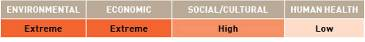 ENVIRONMENTAL ECONOMIC SOCIAL/CULTURAL HUMAN HEALTH
Extreme Extreme High Low